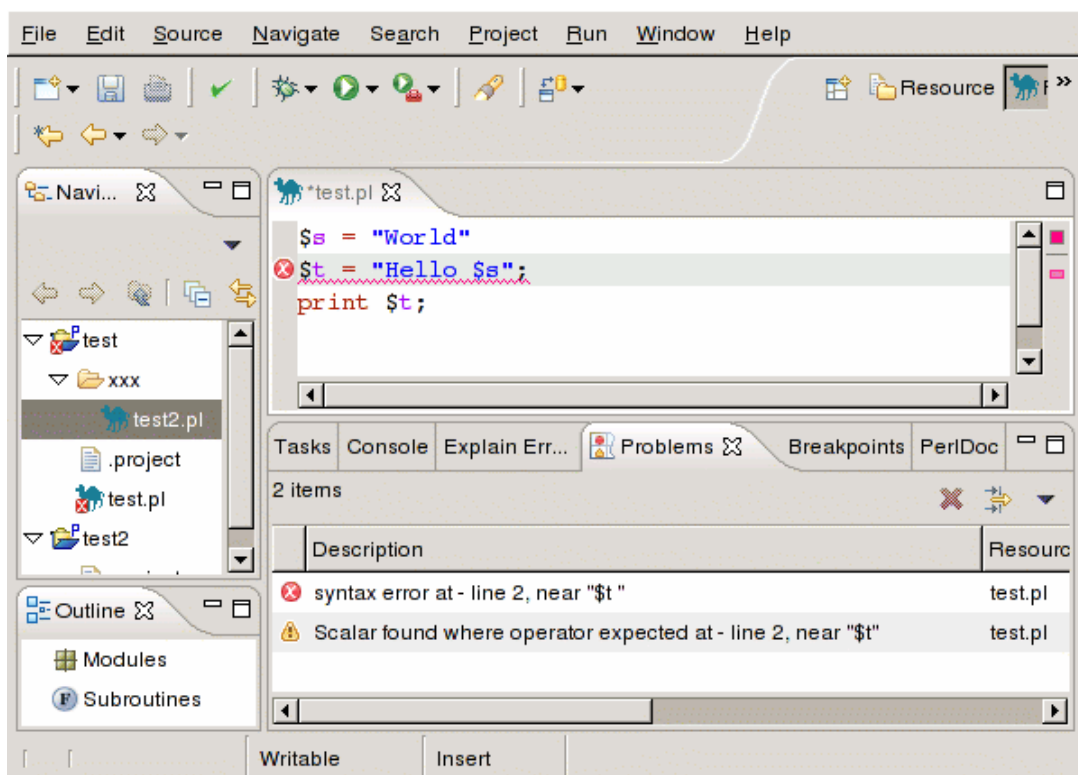 File Edit Source Navigate Search Project Run Window Help
Resource
Navi...
*test.pl
$s = "World"
$t = "Hello $s";
print $t;
test
xxx
test2.pl
.project
test.pl
test2
Tasks Console Explain Err... Problems Breakpoints PerlDoc
2 items
Description Resourc
syntax error at - line 2, near "$t "
test.pl
Scalar found where operator expected at - line 2, near "$t"
test.pl
Outline
Modules
Subroutines
Writable Insert